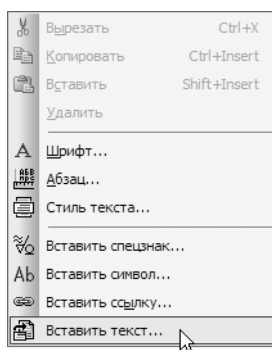 Вырезать Ctrl+X
Копировать Ctrl+Insert
Вставить Shift+Insert
Удалить
Шрифт...
Абзац...
Стиль текста...
Вставить спецзнак...
Вставить символ...
Вставить ссылку...
Вставить текст...